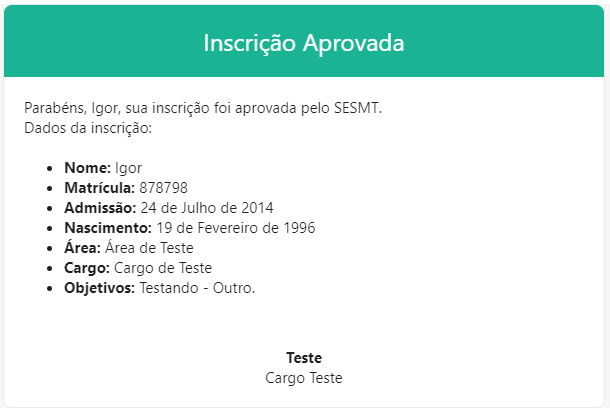 Inscrição Aprovada
Parabéns, Igor, sua inscrição foi aprovada pelo SESMT.
Dados da inscrição:
• Nome: Igor
• Matrícula: 878798
• Admissão: 24 de Julho de 2014
• Nascimento: 19 de Fevereiro de 1996
• Área: Área de Teste
• Cargo: Cargo de Teste
• Objetivos: Testando - Outro.
Teste
Cargo Teste